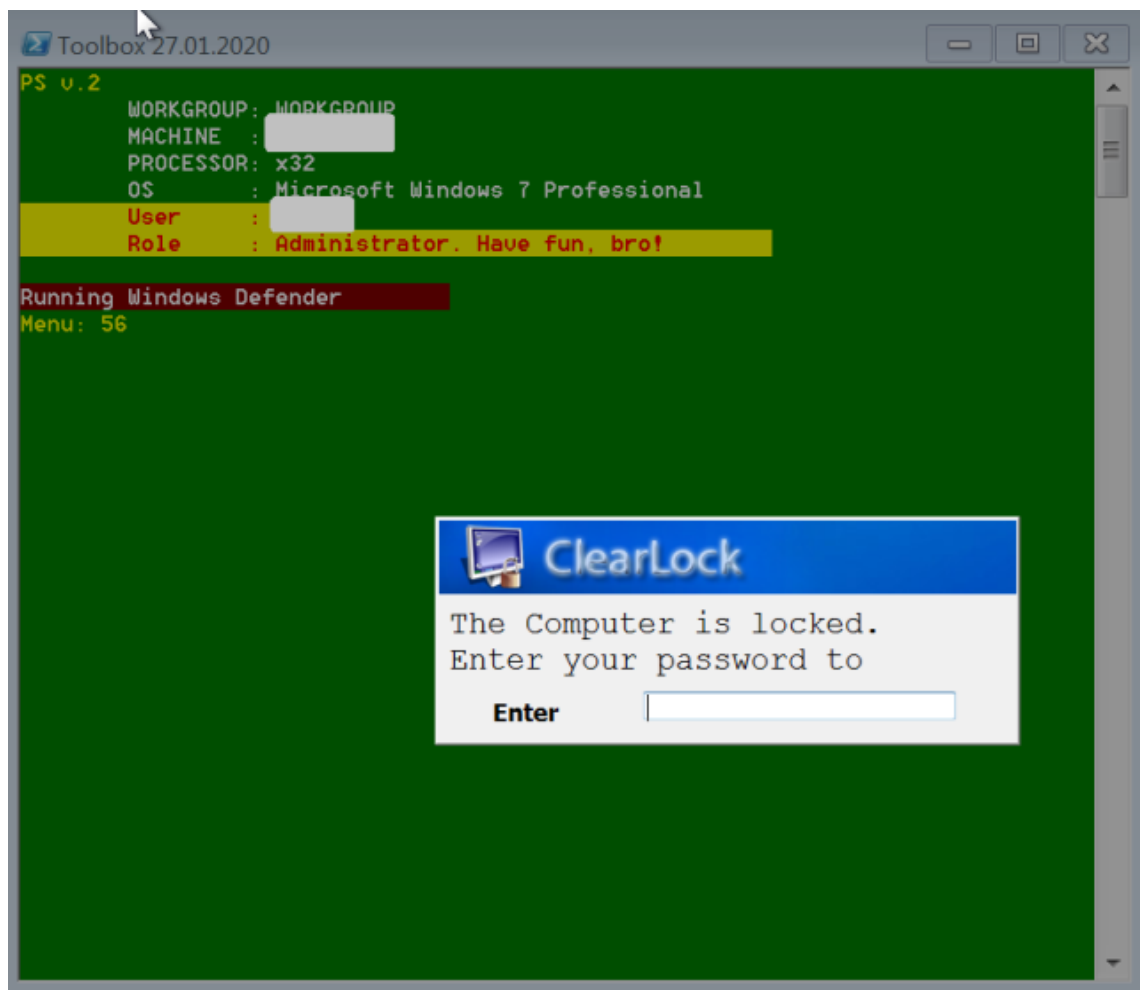 Toolbox 27.01.2020
PS v.2
WORKGROUP: WORKGROUP
MACHINE :
PROCESSOR: x32
OS : Microsoft Windows 7 Professional
User :
Role : Administrator. Have fun, bro!
Running Windows Defender
Menu: 56
ClearLock
The Computer is locked.
Enter your password to
Enter